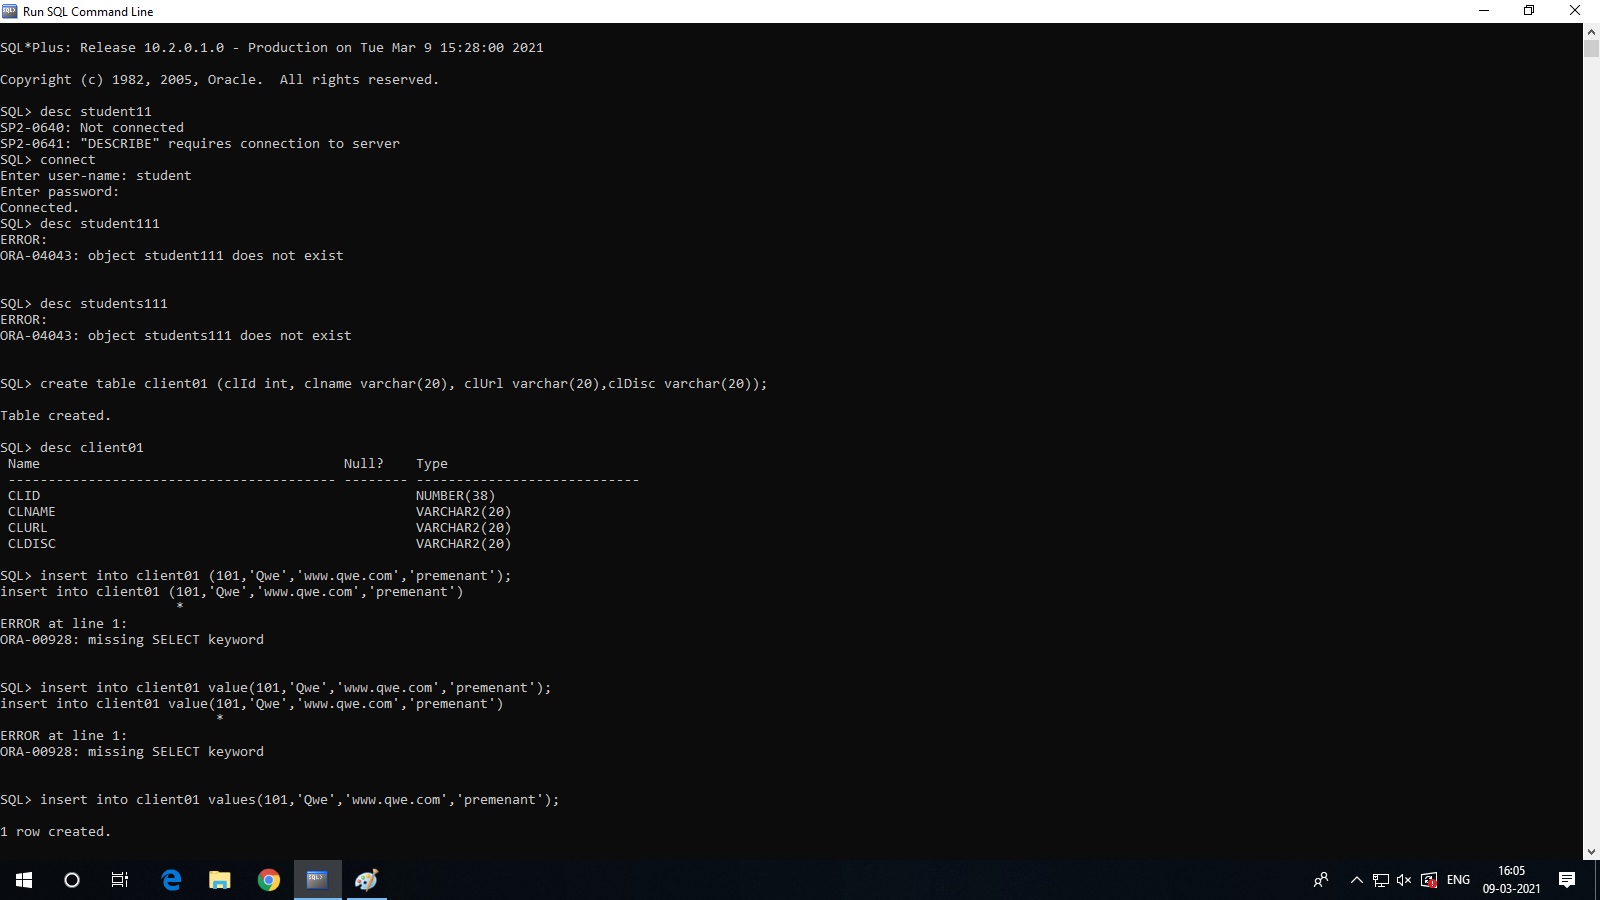 Run SQL Command Line
SQL*Plus: Release 10.2.0.1.0 - Production on Tue Mar 9 15:28:00 2021
Copyright (c) 1982, 2005, Oracle.  All rights reserved.
SQL> desc student11
SP2-0640: Not connected
SP2-0641: "DESCRIBE" requires connection to server
SQL> connect
Enter user-name: student
Enter password:
Connected.
SQL> desc student111
ERROR:
ORA-04043: object student111 does not exist
SQL> desc students111
ERROR:
ORA-04043: object students111 does not exist
SQL> create table client01 (clId int, clname varchar(20), clUrl varchar(20),clDisc varchar(20));
Table created.
SQL> desc client01
Name                                      Null?    Type
----------------------------------------- -------- ----------------------------
CLID                                               NUMBER(38)
CLNAME                                             VARCHAR2(20)
CLURL                                              VARCHAR2(20)
CLDISC                                             VARCHAR2(20)
SQL> insert into client01 (101,'Qwe','www.qwe.com','premenant');
insert into client01 (101,'Qwe','www.qwe.com','premenant')
*
ERROR at line 1:
ORA-00928: missing SELECT keyword
SQL> insert into client01 value(101,'Qwe','www.qwe.com','premenant');
insert into client01 value(101,'Qwe','www.qwe.com','premenant')
*
ERROR at line 1:
ORA-00928: missing SELECT keyword
SQL> insert into client01 values(101,'Qwe','www.qwe.com','premenant');
1 row created.
ENG
16:05
09-03-2021